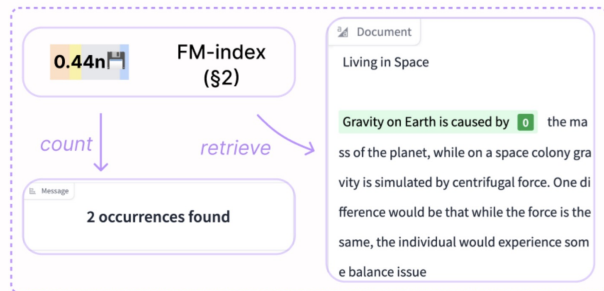 0.44n💾
FM-index
(§2)
count
retrieve
Message
2 occurrences found
Document
Living in Space
Gravity on Earth is caused by 0 the ma
ss of the planet, while on a space colony gra
vity is simulated by centrifugal force. One di
fference would be that while the force is the
same, the individual would experience som
e balance issue